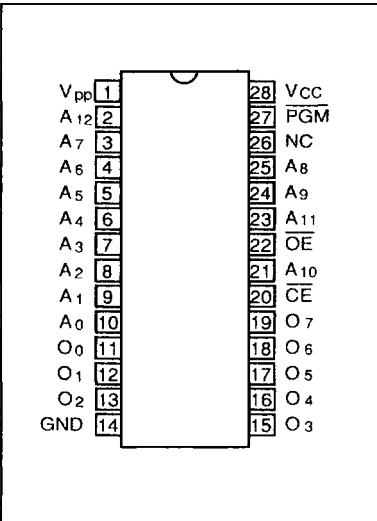 Vpp 1 28 VCC
A12 2 27 PGM
A7 3 26 NC
A6 4 25 A8
A5 5 24 A9
A4 6 23 A11
A3 7 22 OE
A2 8 21 A10
A1 9 20 CE
A0 10 19 O7
O0 11 18 O6
O1 12 17 O5
O2 13 16 O4
GND 14 15 O3